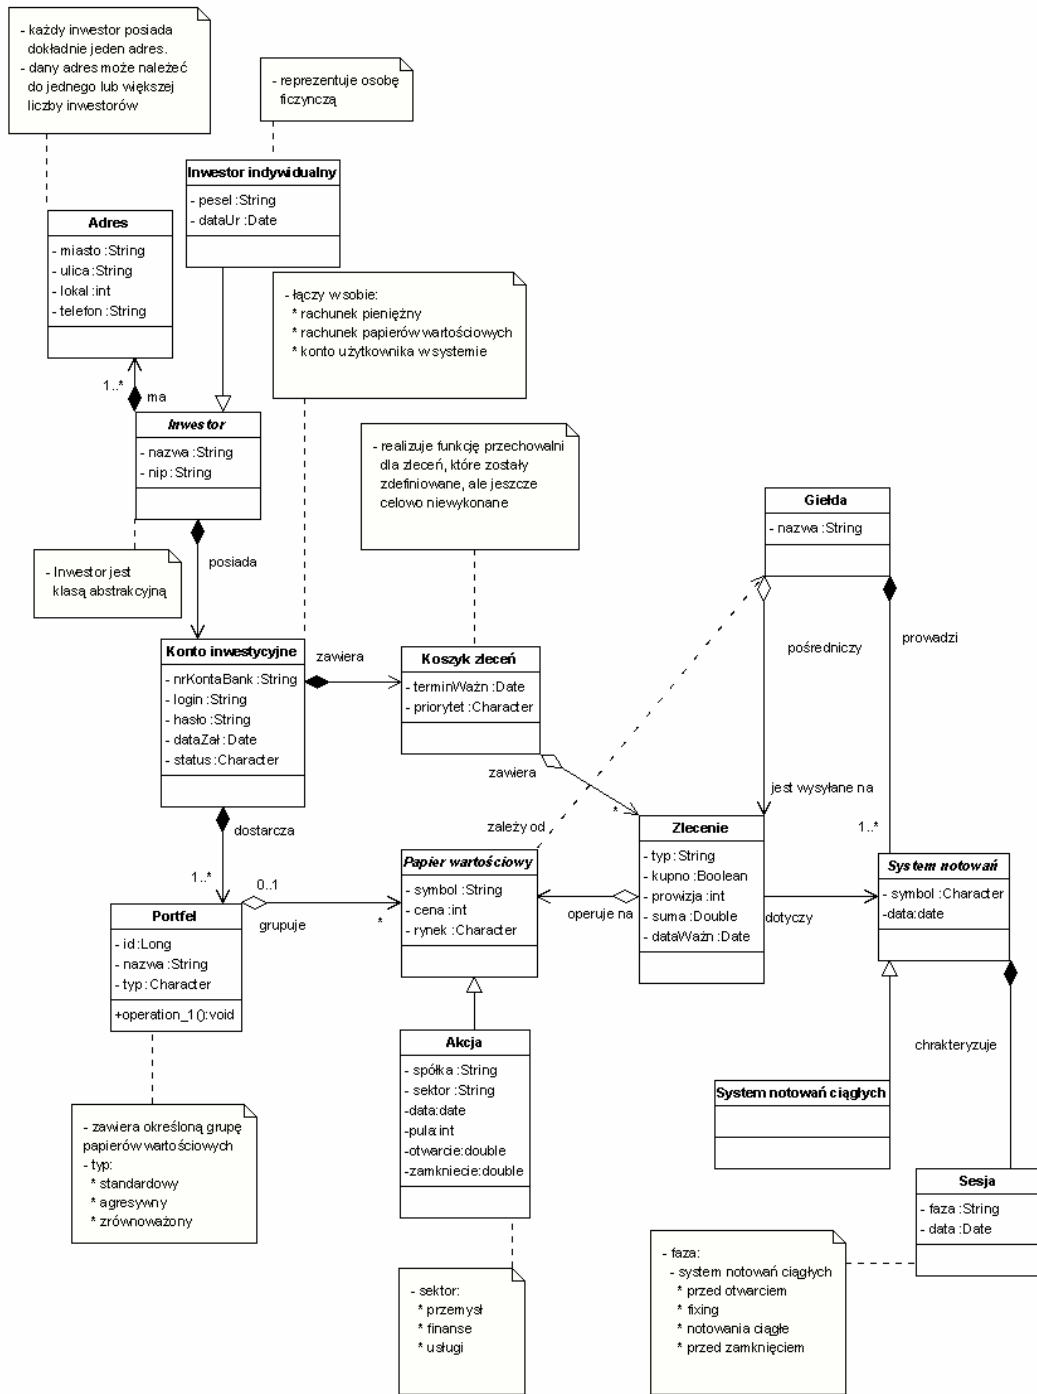 - każdy inwestor posiada
dokładnie jeden adres.
- dany adres może należeć
do jednego lub większej
liczby inwestorów
- reprezentuje osobę
ficzynczą
Inwestor indywidualny
- pesel :String
- dataUr :Date
Adres
- miasto :String
- ulica :String
- lokal :int
- telefon :String
- łączy w sobie:
* rachunek pieniężny
* rachunek papierów wartościowych
* konto użytkownika w systemie
1..*
ma
Inwestor
- nazwa :String
- nip :String
- realizuje funkcję przechowalni
dla zleceń, które zostały
zdefiniowane, ale jeszcze
celowo niewykonane
Giełda
- nazwa :String
- Inwestor jest
klasą abstrakcyjną
posiada
Konto inwestycyjne
- nrKontaBank :String
- login :String
- hasło :String
- dataZał :Date
- status :Character
zawiera
Koszyk zleceń
- terminWażn :Date
- priorytet :Character
pośredniczy
prowadzi
zawiera
*
jest wysyłane na
1..*
zależy od
dostarcza
1..*
Zlecenie
- typ :String
- kupno :Boolean
- prowizja :int
- suma :Double
- dataWażn :Date
Papier wartościowy
- symbol :String
- cena :int
- rynek :Character
System notowań
- symbol :Character
-data:date
0..1
grupuje
*
operuje na
dotyczy
Portfel
- id :Long
- nazwa :String
- typ :Character
+operation_1():void
Akcja
- spółka :String
- sektor :String
-data:date
-pula:int
-otwarcie:double
-zamkniecie:double
chrakteryzuje
System notowań ciągłych
- zawiera określoną grupę
papierów wartościowych
- typ:
* standardowy
* agresywny
* zrównoważony
Sesja
- faza :String
- data :Date
- sektor:
* przemysł
* finanse
* usługi
- faza:
- system notowań ciągłych
* przed otwarciem
* fixing
* notowania ciągłe
* przed zamknięciem